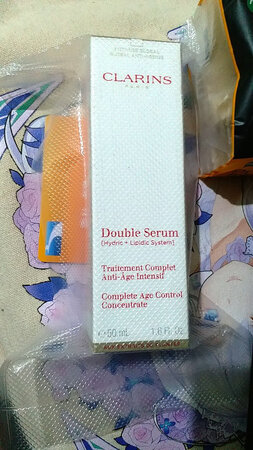 CLARINS
PARIS
Double Serum
[Hydric + Lipidic System]
Traitement Complet
Anti-Age Intensif
Complete Age Control
Concentrate
e 50 mL 1.6 Fl. Oz